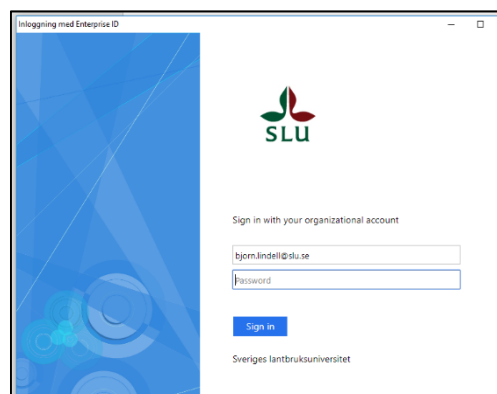 Inloggning med Enterprise ID
SLU
Sign in with your organizational account
bjorn.lindell@slu.se
Password
Sign in
Sveriges lantbruksuniversitet